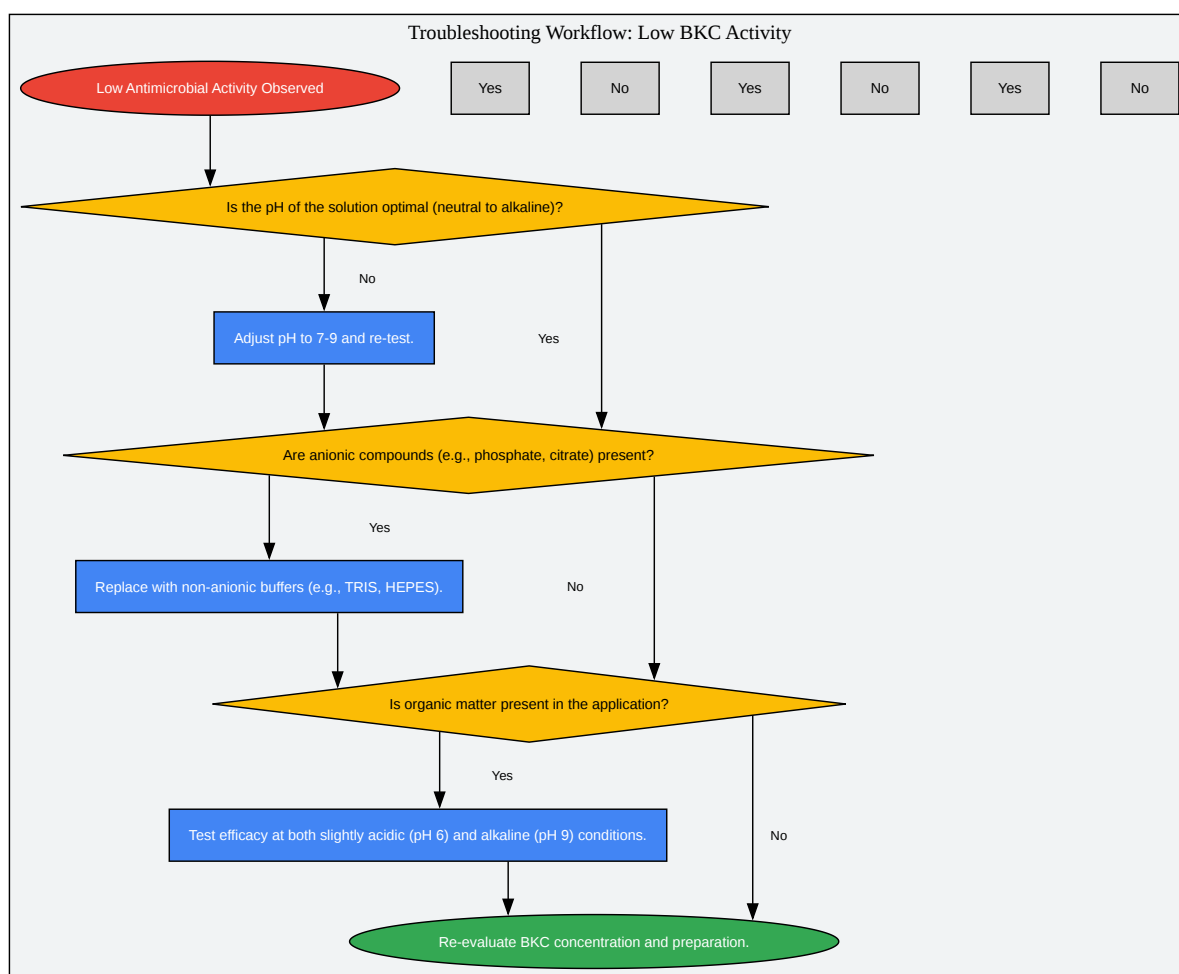 Troubleshooting Workflow: Low BKC Activity
Low Antimicrobial Activity Observed
Yes
No
Yes
No
Yes
No
Is the pH of the solution optimal (neutral to alkaline)?
No
Adjust pH to 7-9 and re-test.
Yes
Are anionic compounds (e.g., phosphate, citrate) present?
Yes
Replace with non-anionic buffers (e.g., TRIS, HEPES).
No
Is organic matter present in the application?
Yes
Test efficacy at both slightly acidic (pH 6) and alkaline (pH 9) conditions.
No
Re-evaluate BKC concentration and preparation.